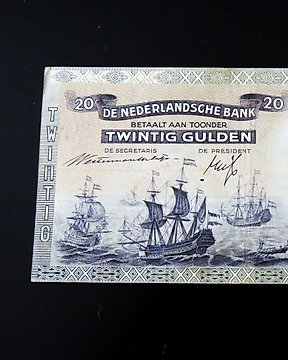 20 DE NEDERLANDSCHE BANK 20
BETAALT AAN TOONDER
TWINTIG GULDEN
DE SECRETARIS DE PRESIDENT
TWINTIG